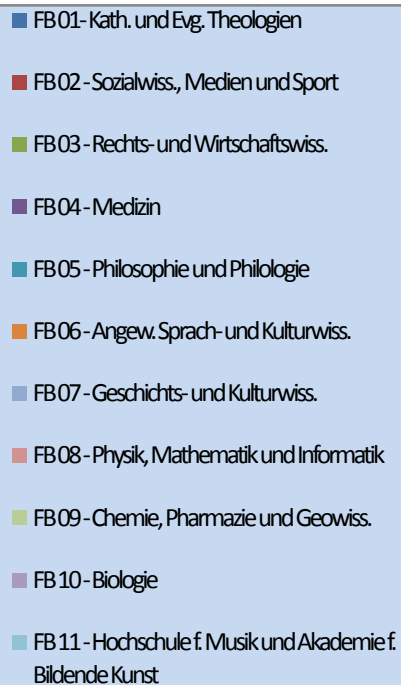 FB 01 - Kath. und Evg. Theologien
FB 02 - Sozialwiss., Medien und Sport
FB 03 - Rechts- und Wirtschaftswiss.
FB 04 - Medizin
FB 05 - Philosophie und Philologie
FB 06 - Angew. Sprach- und Kulturwiss.
FB 07 - Geschichts- und Kulturwiss.
FB 08 - Physik, Mathematik und Informatik
FB 09 - Chemie, Pharmazie und Geowiss.
FB 10 - Biologie
FB 11 - Hochschule f. Musik und Akademie f.
Bildende Kunst